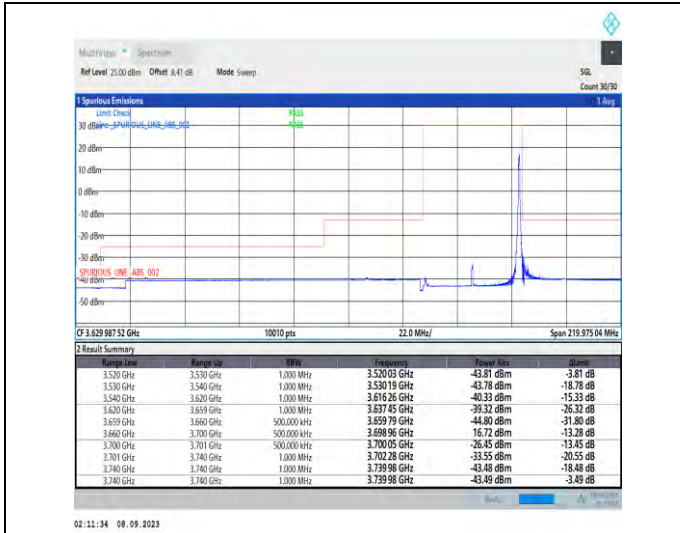 MultiView Spectrum
Ref Level 25.00 dBm Offset 8.41 dB Mode Sweep SGL
Count 30/30
1 Spurious Emissions 1 Avg
Limit Check PASS
30 dBm Line _SPURIOUS_LINE_ABS_002 PASS
20 dBm
10 dBm
0 dBm
-10 dBm
-20 dBm
-30 dBm
_SPURIOUS_LINE_ABS_002
-40 dBm
-50 dBm
CF 3.629 987 52 GHz 10010 pts 22.0 MHz/ Span 219.975 04 MHz
2 Result Summary
Range Low Range Up RBW Frequency Power Abs ΔLimit
3.520 GHz 3.530 GHz 1.000 MHz 3.520 03 GHz -43.81 dBm -3.81 dB
3.530 GHz 3.540 GHz 1.000 MHz 3.530 19 GHz -43.78 dBm -18.78 dB
3.540 GHz 3.620 GHz 1.000 MHz 3.616 26 GHz -40.33 dBm -15.33 dB
3.620 GHz 3.659 GHz 1.000 MHz 3.637 45 GHz -39.32 dBm -26.32 dB
3.659 GHz 3.660 GHz 500.000 kHz 3.659 79 GHz -44.80 dBm -31.80 dB
3.660 GHz 3.700 GHz 500.000 kHz 3.698 96 GHz 16.72 dBm -13.28 dB
3.700 GHz 3.701 GHz 500.000 kHz 3.700 05 GHz -26.45 dBm -13.45 dB
3.701 GHz 3.740 GHz 1.000 MHz 3.702 28 GHz -33.55 dBm -20.55 dB
3.740 GHz 3.740 GHz 1.000 MHz 3.739 98 GHz -43.48 dBm -18.48 dB
3.740 GHz 3.740 GHz 1.000 MHz 3.739 98 GHz -43.49 dBm -3.49 dB
02:11:34 08.09.2023